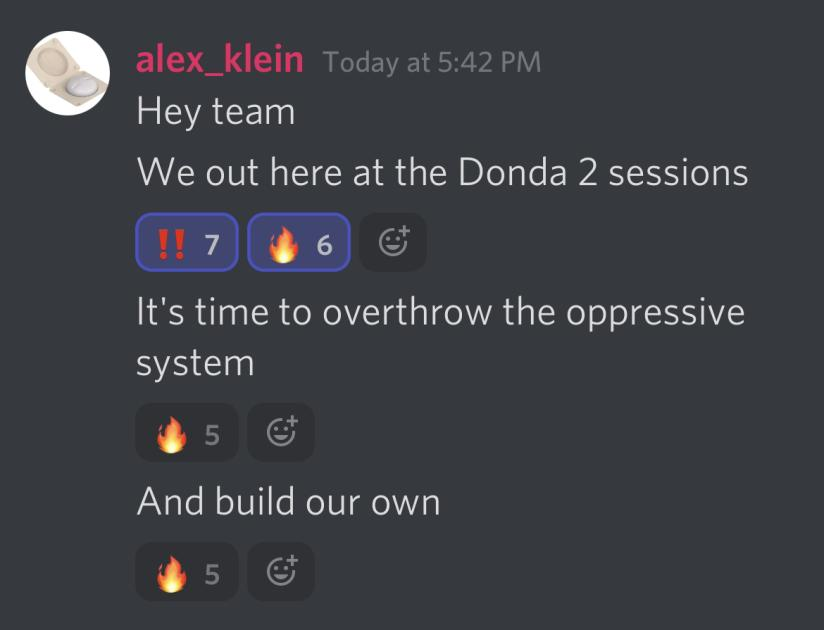 alex_klein Today at 5:42 PM
Hey team
We out here at the Donda 2 sessions
‼️ 7 🔥 6
It's time to overthrow the oppressive
system
🔥 5
And build our own
🔥 5